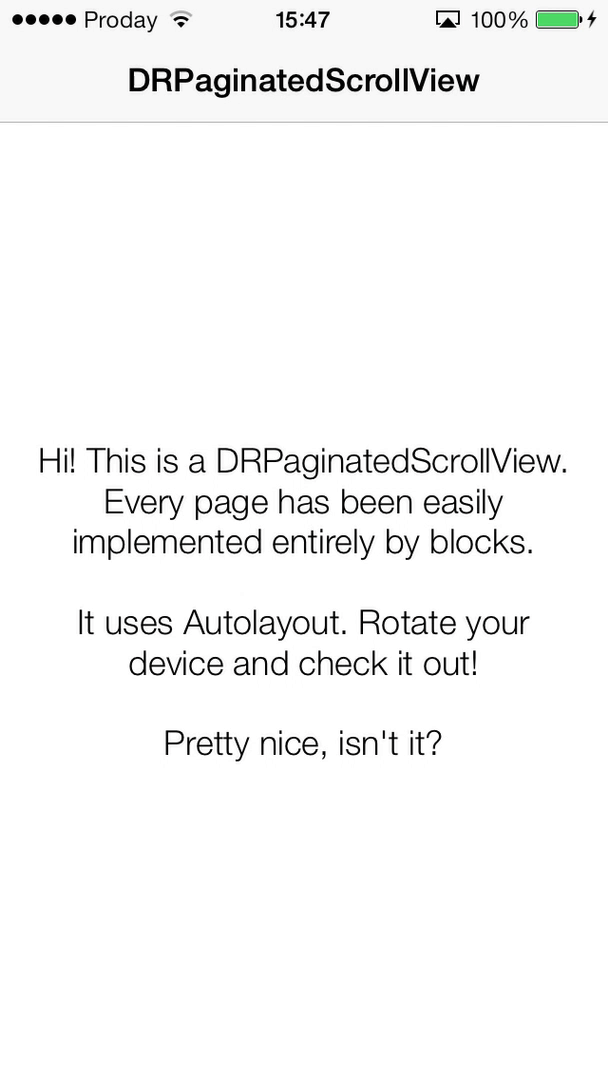 Proday 15:47 100%
DRPaginatedScrollView
Hi! This is a DRPaginatedScrollView.
Every page has been easily
implemented entirely by blocks.
It uses Autolayout. Rotate your
device and check it out!
Pretty nice, isn't it?